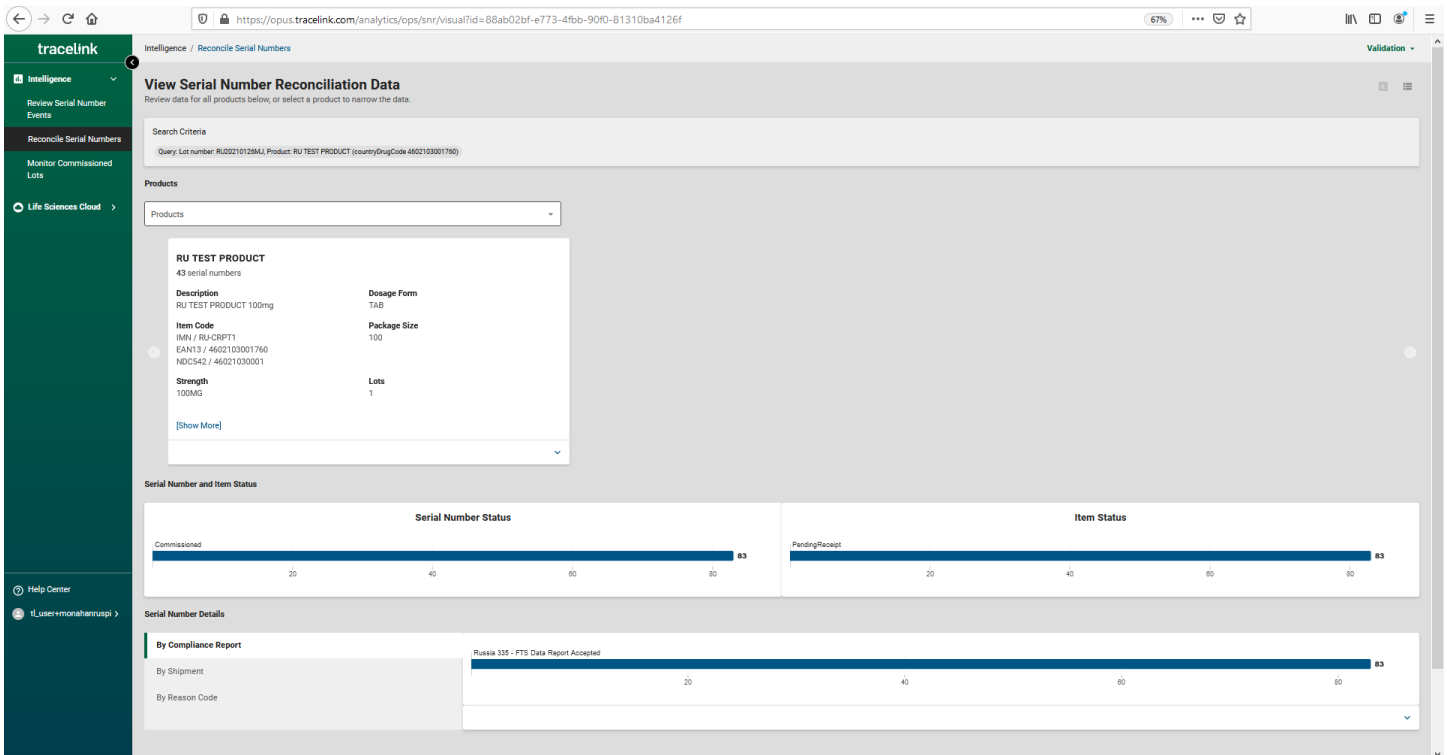 https://opus.tracelink.com/analytics/ops/snr/visual?id=88ab02bf-e773-4fbb-90f0-81310ba4126f
67%
tracelink
Intelligence
Review Serial Number
Events
Reconcile Serial Numbers
Monitor Commissioned
Lots
Life Sciences Cloud
Help Center
tl_user+monahanruspi
Intelligence / Reconcile Serial Numbers
Validation
View Serial Number Reconciliation Data
Review data for all products below, or select a product to narrow the data.
Search Criteria
Query: Lot number: RU20210126MJ, Product: RU TEST PRODUCT (countryDrugCode 4602103001760)
Products
Products
RU TEST PRODUCT
43 serial numbers
Description
RU TEST PRODUCT 100mg
Dosage Form
TAB
Item Code
IMN / RU-CRPT1
EAN13 / 4602103001760
NDC542 / 46021030001
Package Size
100
Strength
100MG
Lots
1
[Show More]
Serial Number and Item Status
Serial Number Status
Commissioned
83
20 40 60 80
Item Status
PendingReceipt
83
20 40 60 80
Serial Number Details
By Compliance Report
By Shipment
By Reason Code
Russia 335 - FTS Data Report Accepted
83
20 40 60 80